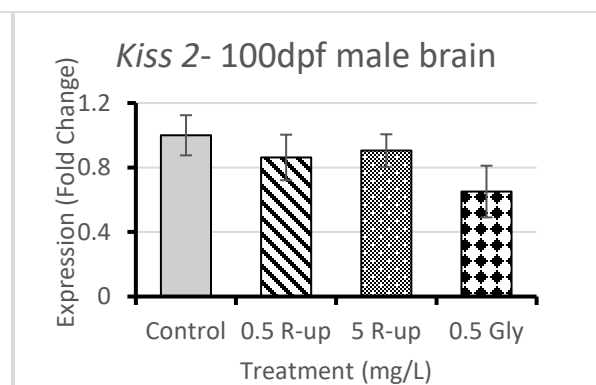 Kiss 2- 100dpf male brain
Expression (Fold Change)
1.2
0.8
0.4
0
Control 0.5 R-up 5 R-up 0.5 Gly
Treatment (mg/L)